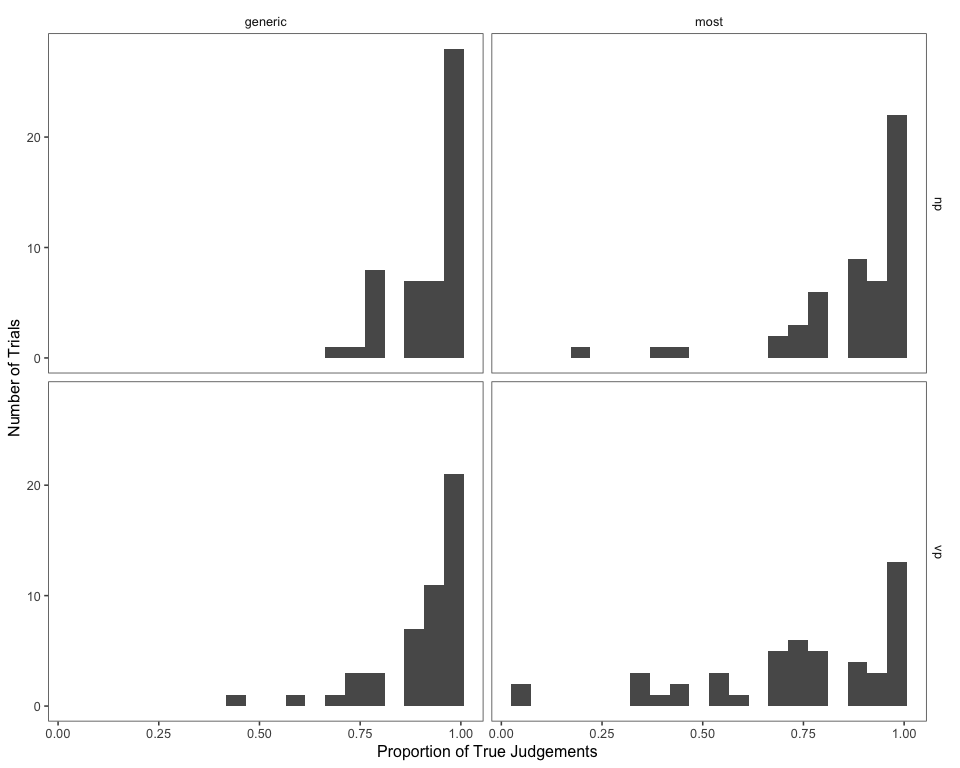 generic most
20
10
0
np
20
10
0
vp
Number of Trials
0.00 0.25 0.50 0.75 1.00 0.00 0.25 0.50 0.75 1.00
Proportion of True Judgements